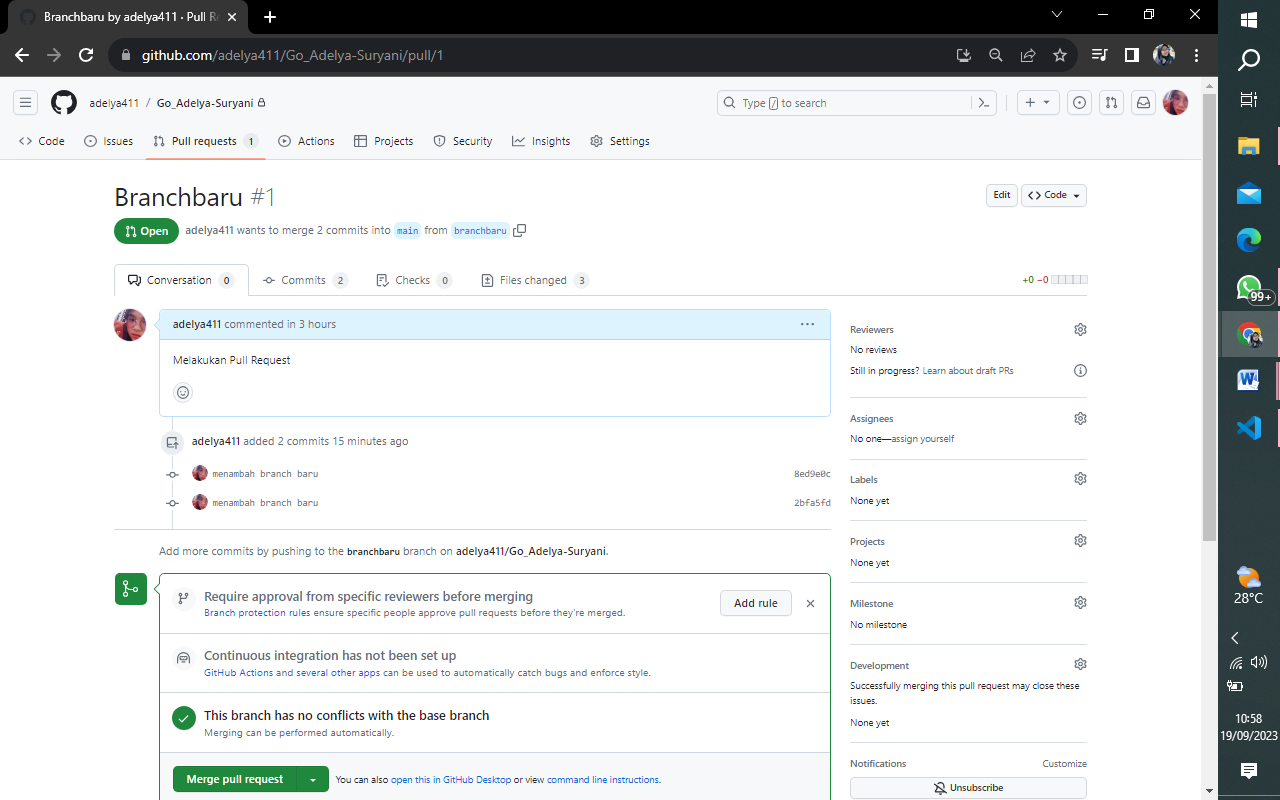 Branchbaru by adelya411 · Pull Re
github.com/adelya411/Go_Adelya-Suryani/pull/1
adelya411 / Go_Adelya-Suryani
Type / to search
Code
Issues
Pull requests 1
Actions
Projects
Security
Insights
Settings
Branchbaru #1
Edit
Code
Open
adelya411 wants to merge 2 commits into main from branchbaru
Conversation 0
Commits 2
Checks 0
Files changed 3
+0 −0
adelya411 commented in 3 hours
Melakukan Pull Request
adelya411 added 2 commits 15 minutes ago
menambah branch baru 8ed9e0c
menambah branch baru 2bfa5fd
Add more commits by pushing to the branchbaru branch on adelya411/Go_Adelya-Suryani.
Require approval from specific reviewers before merging
Branch protection rules ensure specific people approve pull requests before they're merged.
Add rule
Continuous integration has not been set up
GitHub Actions and several other apps can be used to automatically catch bugs and enforce style.
This branch has no conflicts with the base branch
Merging can be performed automatically.
Merge pull request
You can also open this in GitHub Desktop or view command line instructions.
Reviewers
No reviews
Still in progress? Learn about draft PRs
Assignees
No one—assign yourself
Labels
None yet
Projects
None yet
Milestone
No milestone
Development
Successfully merging this pull request may close these
issues.
None yet
Notifications
Customize
Unsubscribe
99+
28°C
10:58
19/09/2023